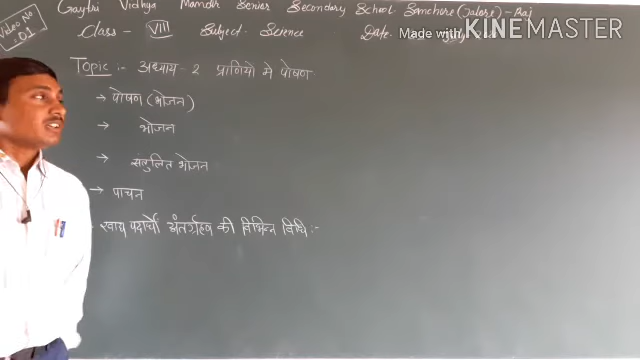 Video No
-01
Gaytri Vidhya Mandir Senior Secondary School Sanchore (Jalore) - Raj
Class - VIII Subject - Science Date -
Made with KINEMASTER
Topic :- अध्याय - 2 प्राणियो मे पोषण
→ पोषण (भोजन)
→ भोजन
→ संतुलित भोजन
→ पाचन
खाद्य पदार्थो अंतर्ग्रहण की विभिन्न विधि :-